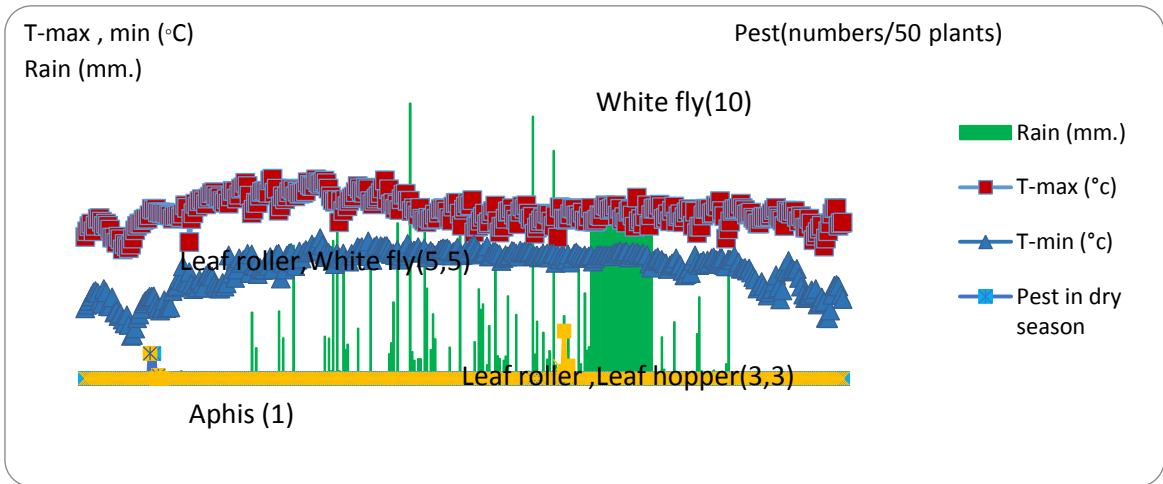 T-max , min (◦C)
Pest(numbers/50 plants)
Rain (mm.)
White fly(10)
Rain (mm.)
T-max (°c)
T-min (°c)
Pest in dry
season
Leaf roller,White fly(5,5)
Leaf roller ,Leaf hopper(3,3)
Aphis (1)